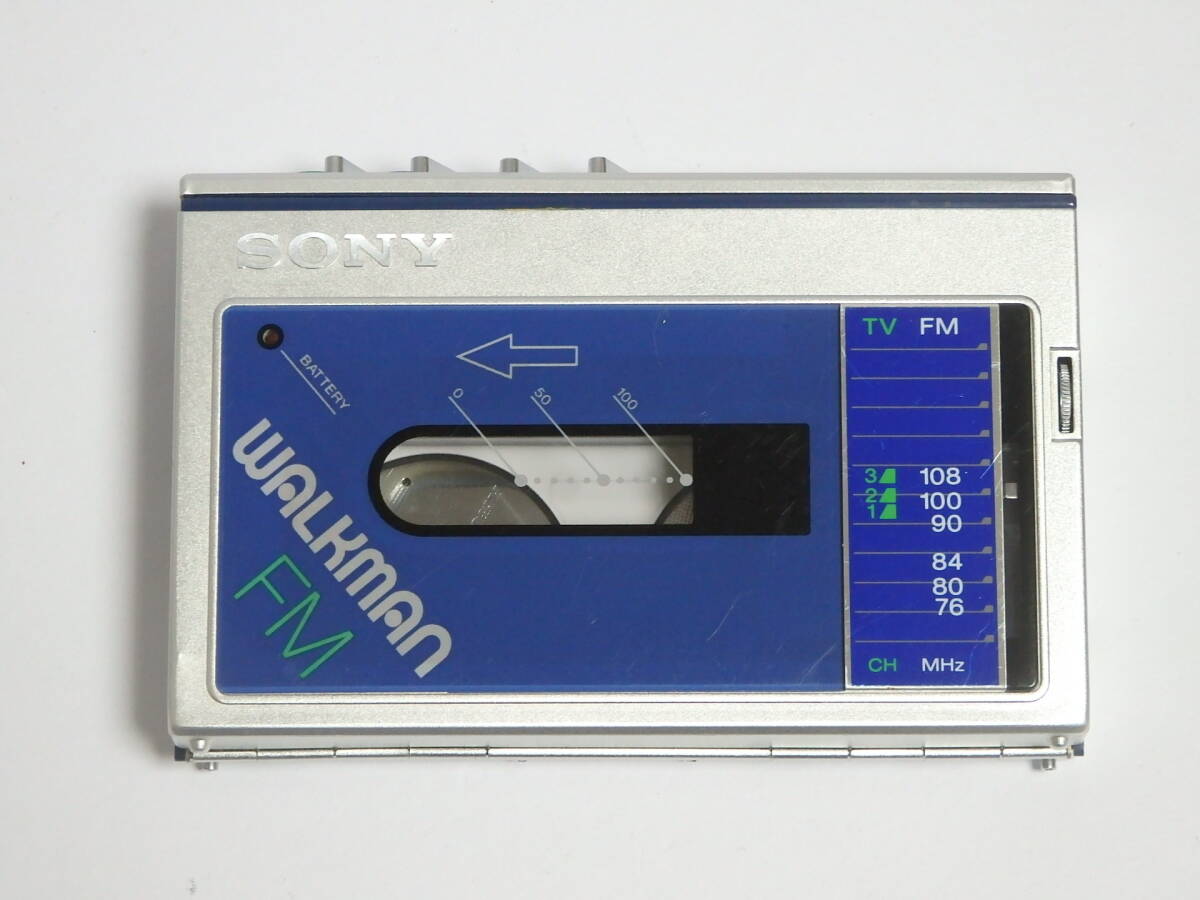 SONY
BATTERY
0 50 100
WALKMAN
FM
TV FM
3 108
2 100
1 90
84
80
76
CH MHz